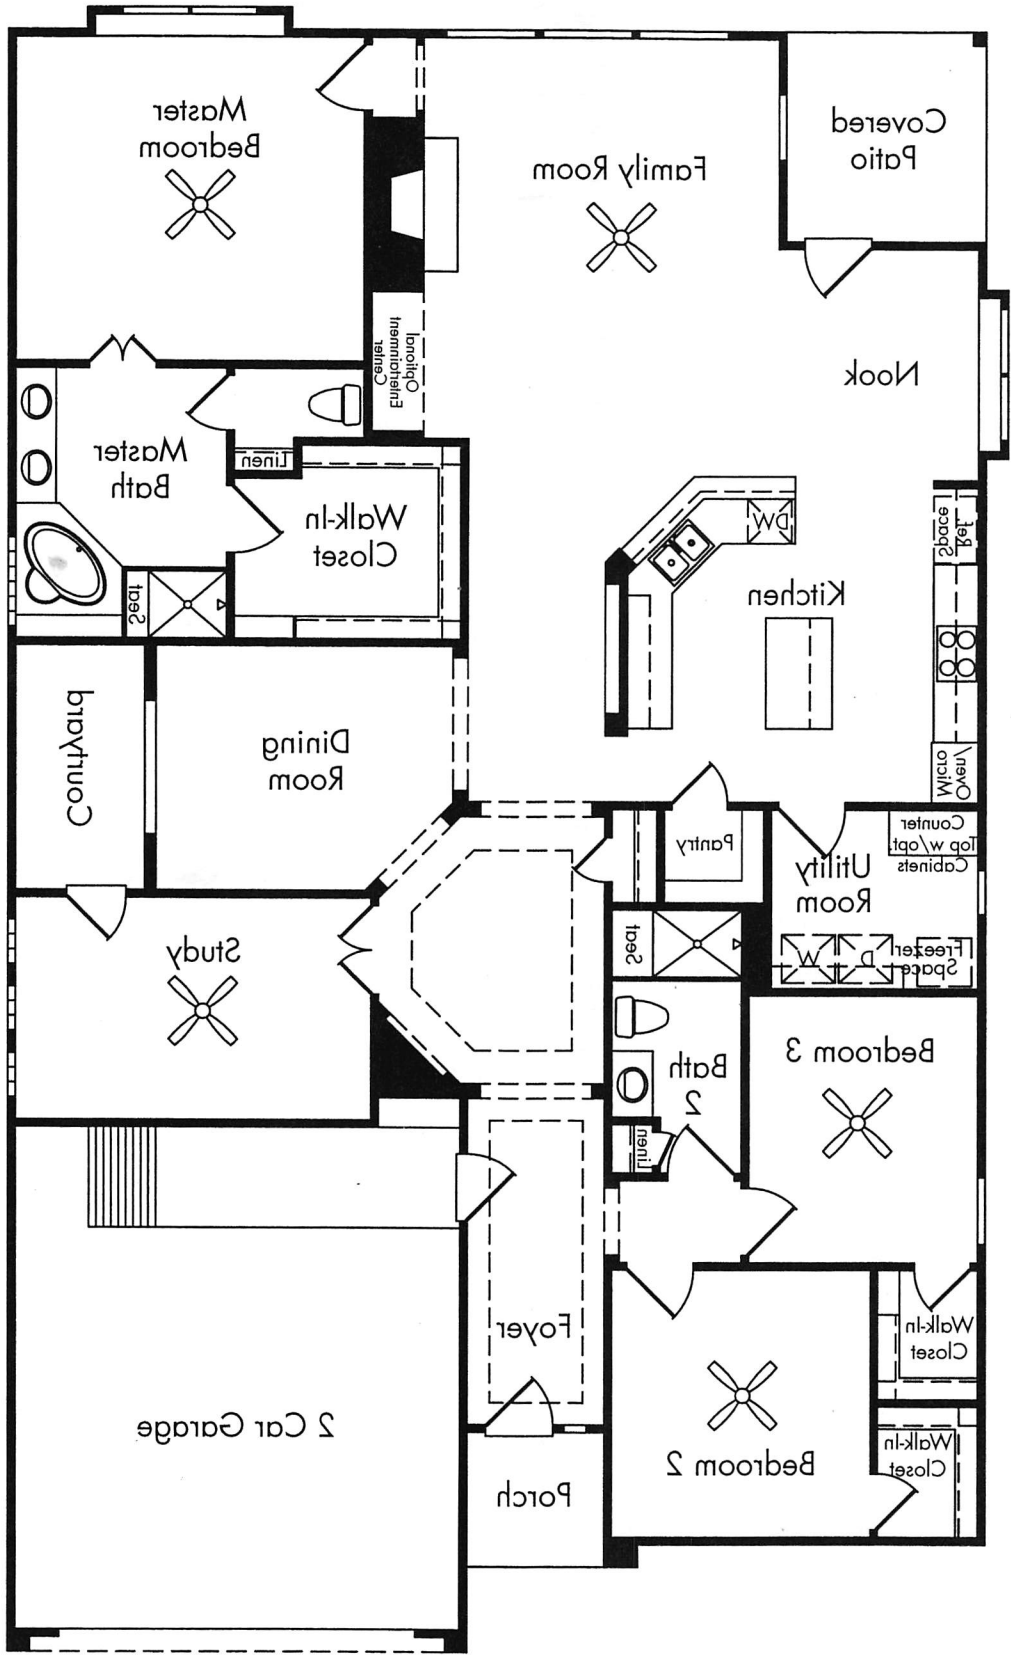 Master
Bedroom
Family Room
Covered
Patio
Optional
Entertainment
Center
Nook
Master
Bath
Linen
Walk-In
Closet
DW
Ref.
Space
Seat
Kitchen
Courtyard
Dining
Room
Oven/
Micro
Pantry
Counter
Top w/opt.
Cabinets
Utility
Room
Study
Seat
W
D
Freezer
Space
Bath
2
Bedroom 3
Linen
Foyer
Walk-In
Closet
2 Car Garage
Walk-In
Closet
Bedroom 2
Porch